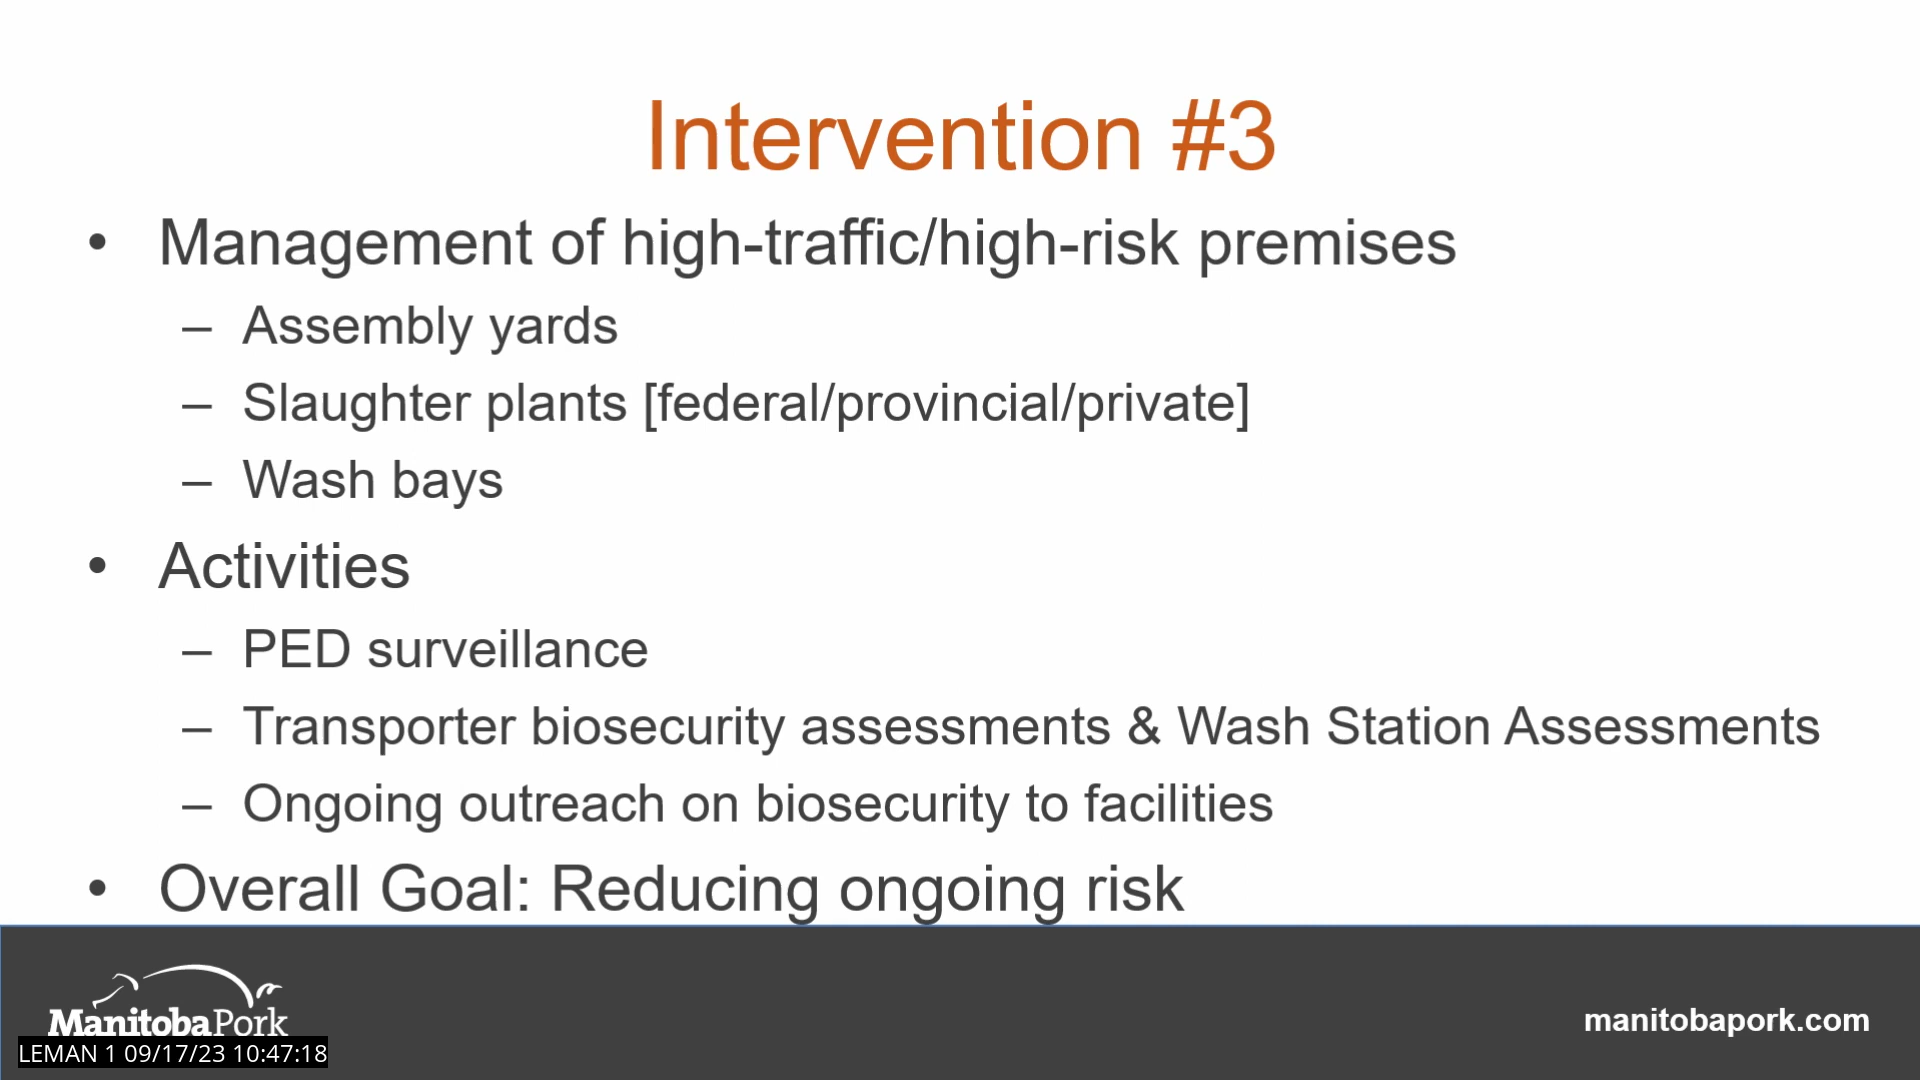 Intervention #3
• Management of high-traffic/high-risk premises
– Assembly yards
– Slaughter plants [federal/provincial/private]
– Wash bays
• Activities
– PED surveillance
– Transporter biosecurity assessments & Wash Station Assessments
– Ongoing outreach on biosecurity to facilities
• Overall Goal: Reducing ongoing risk
ManitobaPork
manitobapork.com
LEMAN 1 09/17/23 10:47:18